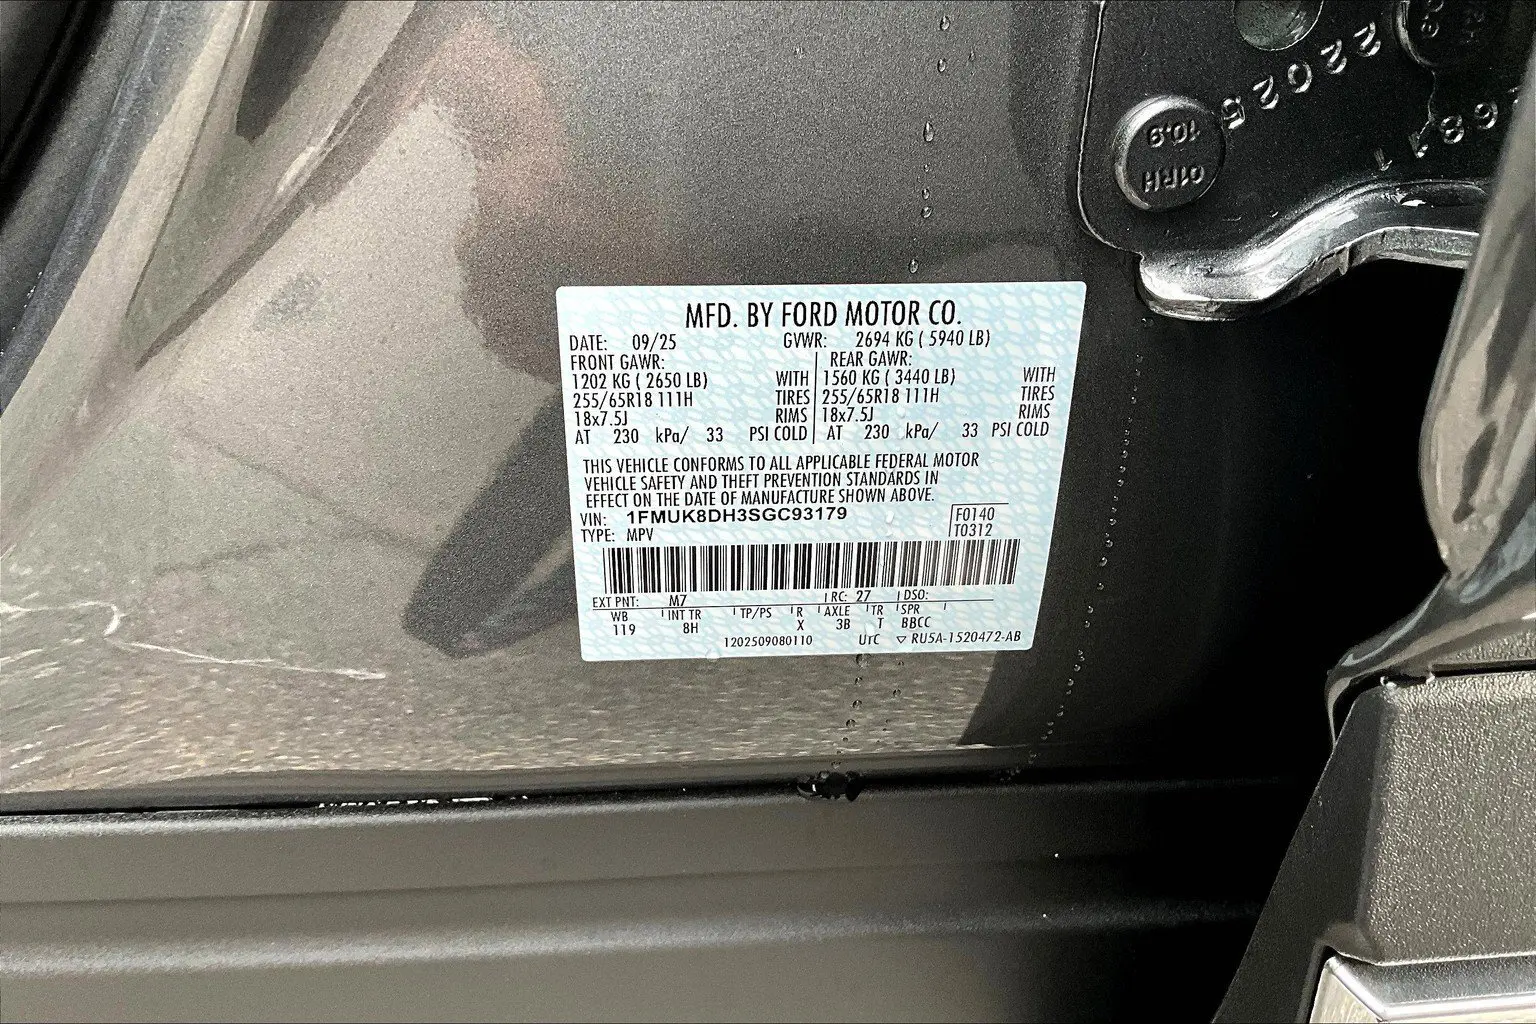 MFD. BY FORD MOTOR CO.
DATE: 09/25 GVWR: 2694 KG ( 5940 LB)
FRONT GAWR: REAR GAWR:
1202 KG ( 2650 LB) WITH 1560 KG ( 3440 LB) WITH
255/65R18 111H TIRES 255/65R18 111H TIRES
18x7.5J RIMS 18x7.5J RIMS
AT 230 kPa/ 33 PSI COLD AT 230 kPa/ 33 PSI COLD
THIS VEHICLE CONFORMS TO ALL APPLICABLE FEDERAL MOTOR
VEHICLE SAFETY AND THEFT PREVENTION STANDARDS IN
EFFECT ON THE DATE OF MANUFACTURE SHOWN ABOVE.
VIN: 1FMUK8DH3SGC93179 F0140
TYPE: MPV T0312
EXT PNT: M7 RC: 27 DSO:
WB INT TR TP/PS R AXLE TR SPR
119 8H X 3B T BBCC
1202509080110 UTC ▽ RU5A-1520472-AB
22025
10.9
01RH